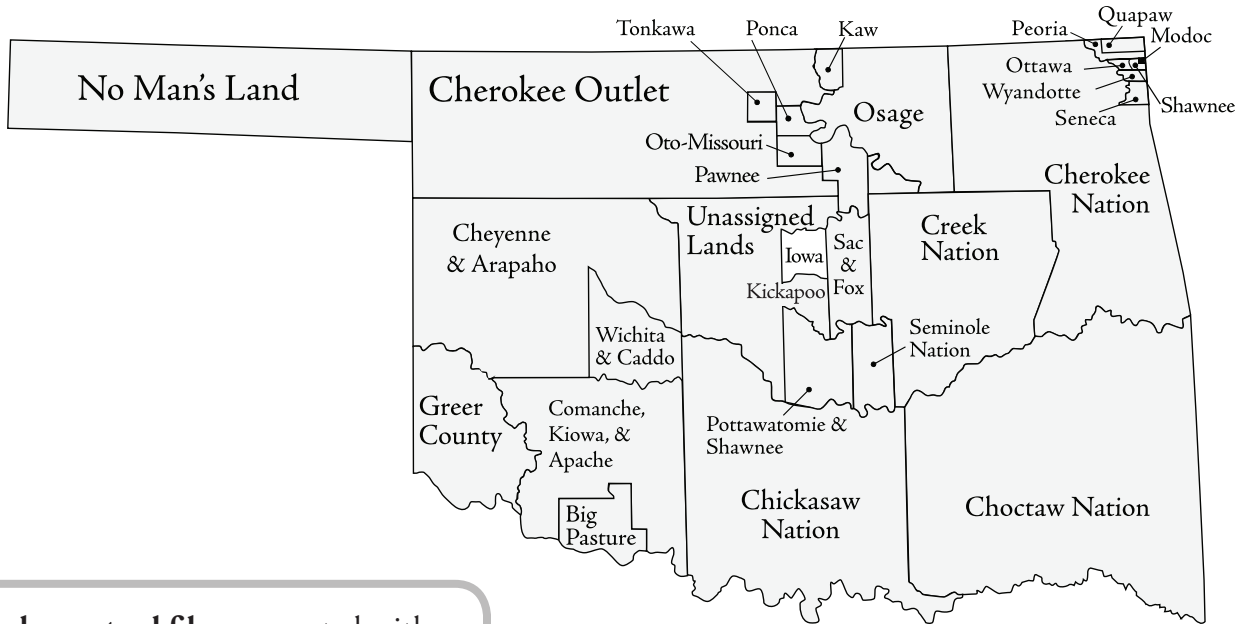 Tonkawa
Ponca
Kaw
Peoria
Quapaw
Modoc
No Man's Land
Cherokee Outlet
Osage
Ottawa
Wyandotte
Seneca
Shawnee
Oto-Missouri
Pawnee
Cherokee
Nation
Cheyenne
& Arapaho
Unassigned
Lands
Iowa
Sac
&
Fox
Creek
Nation
Kickapoo
Wichita
& Caddo
Seminole
Nation
Greer
County
Comanche,
Kiowa, &
Apache
Pottawatomie &
Shawnee
Big
Pasture
Chickasaw
Nation
Choctaw Nation